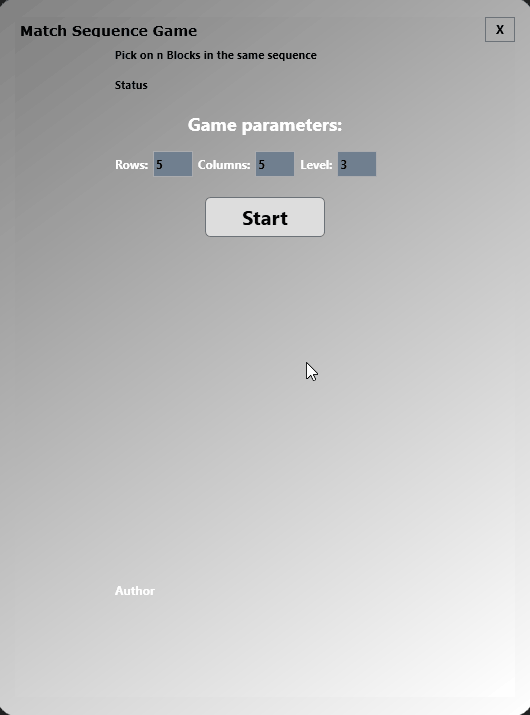 Match Sequence Game X
Pick on n Blocks in the same sequence
Status
Game parameters:
Rows: 5 Columns: 5 Level: 3
Start
Author